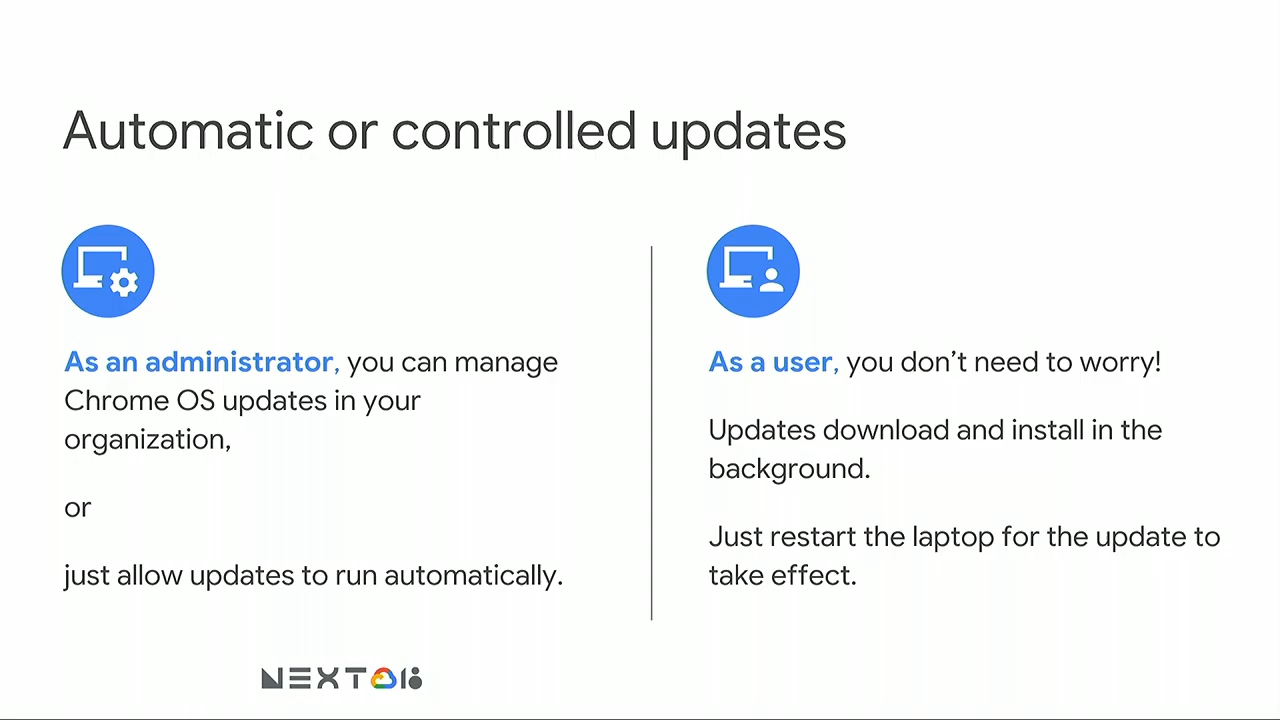 Automatic or controlled updates
As an administrator, you can manage
Chrome OS updates in your
organization,
or
just allow updates to run automatically.
As a user, you don’t need to worry!
Updates download and install in the
background.
Just restart the laptop for the update to
take effect.
NEXT 18